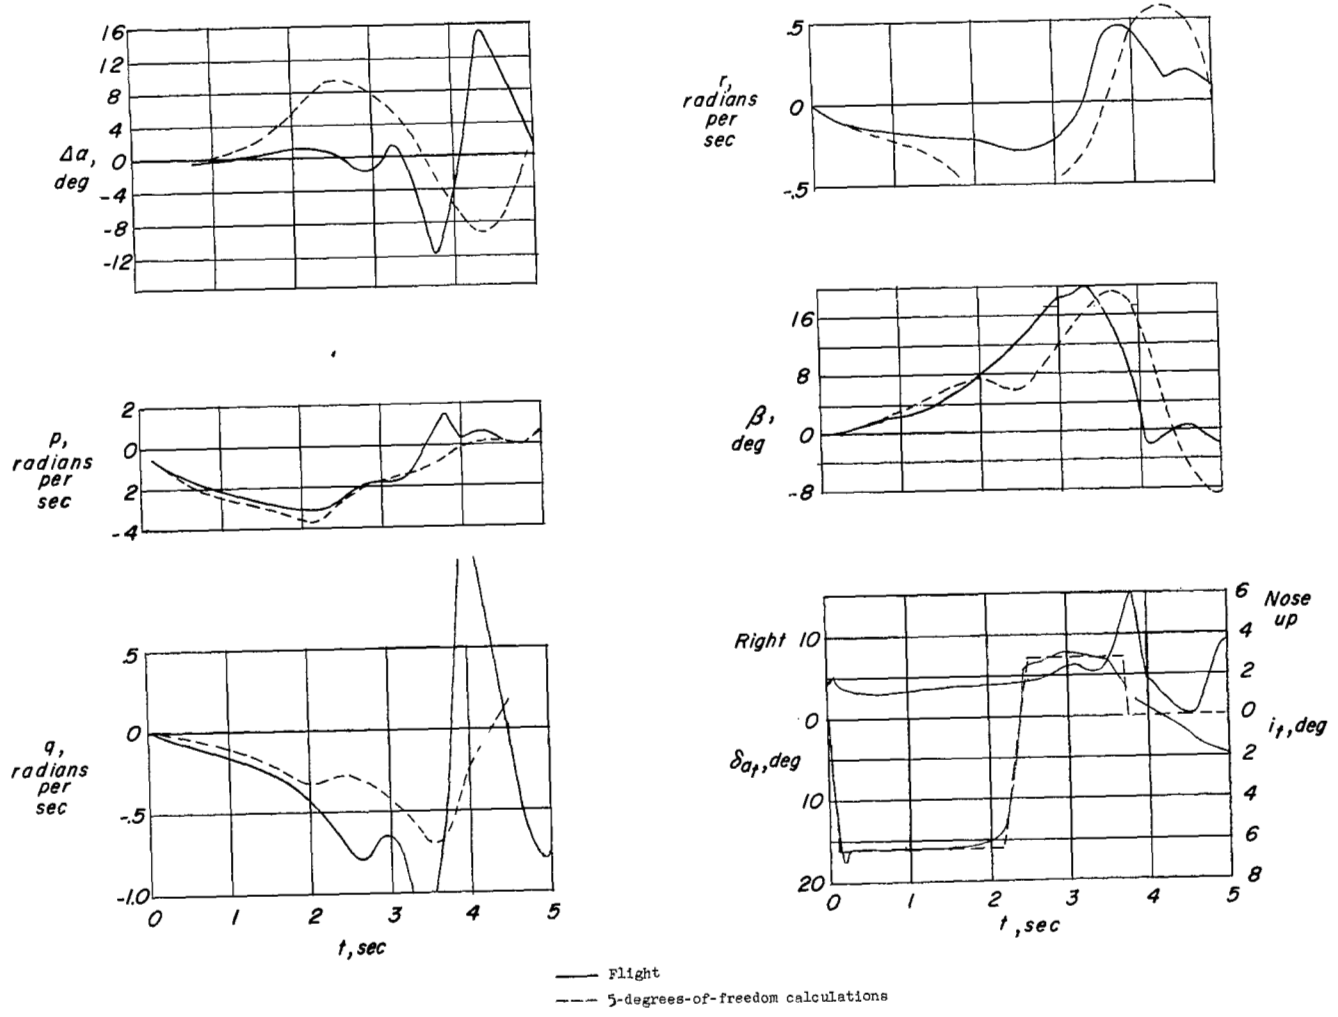 16
12
8
4
Δa, 0
deg
-4
-8
-12
2
p, 0
radians
per
sec
2
-4
.5
0
q,
radians
per
sec
-.5
-1.0
0 1 2 3 4 5
t, sec
.5
r,
radians
per
sec
0
-.5
16
8
β,
deg
0
-8
6 Nose
up
Right 10
4
2
0
0
it, deg
δat, deg
2
10
4
6
20
8
0 1 2 3 4 5
t, sec
Flight
5-degrees-of-freedom calculations